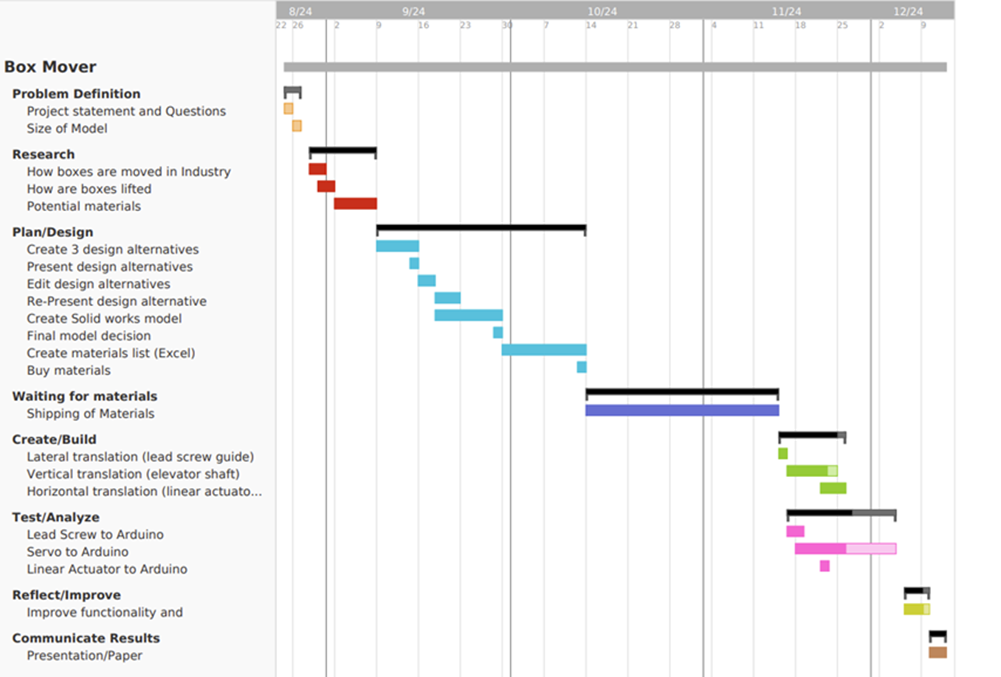 8/24 9/24 10/24 11/24 12/24
22 26 2 9 16 23 30 7 14 21 28 4 11 18 25 2 9
Box Mover
Problem Definition
Project statement and Questions
Size of Model
Research
How boxes are moved in Industry
How are boxes lifted
Potential materials
Plan/Design
Create 3 design alternatives
Present design alternatives
Edit design alternatives
Re-Present design alternative
Create Solid works model
Final model decision
Create materials list (Excel)
Buy materials
Waiting for materials
Shipping of Materials
Create/Build
Lateral translation (lead screw guide)
Vertical translation (elevator shaft)
Horizontal translation (linear actuato...
Test/Analyze
Lead Screw to Arduino
Servo to Arduino
Linear Actuator to Arduino
Reflect/Improve
Improve functionality and
Communicate Results
Presentation/Paper